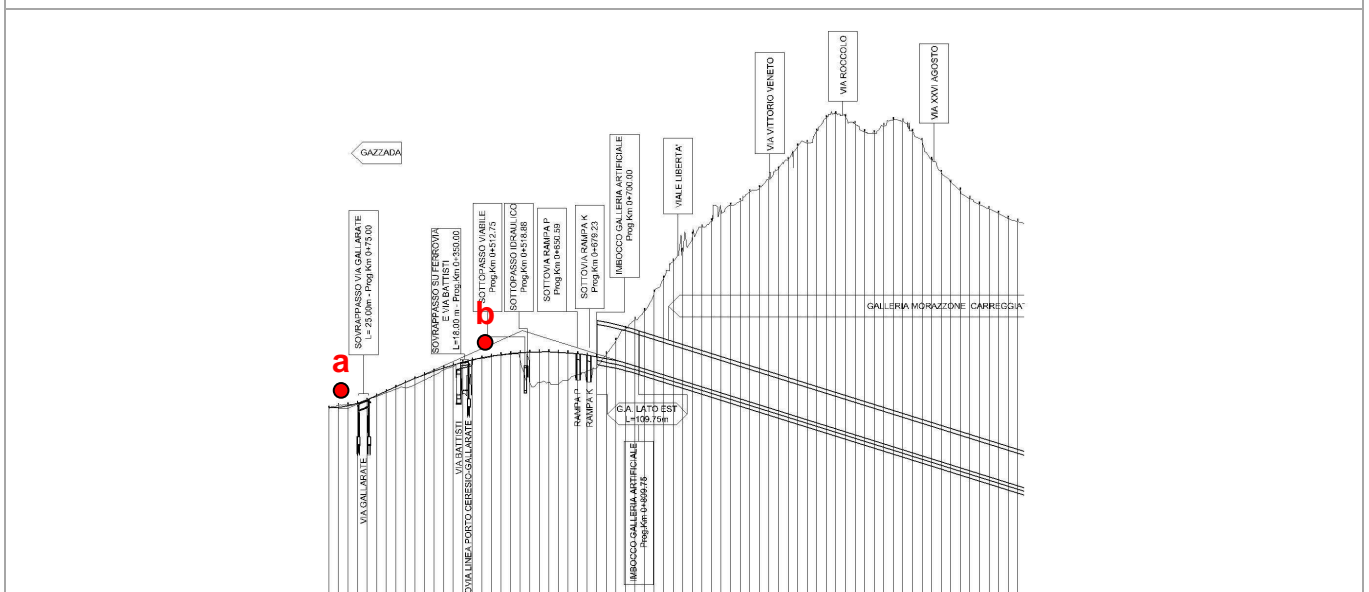 VIA ROCCOLO
VIA XXVI AGOSTO
VIA VITTORIO VENETO
GAZZADA
VIALE LIBERTA'
IMBOCCO GALLERIA ARTIFICIALE
Prog.Km 0+700.00
SOVRAPPASSO VIA GALLARATE
L= 25.00m - Prog.Km 0+75.00
SOVRAPPASSO SU FERROVIA
E VIA BATTISTI
L=18.00 m - Prog.Km 0+350.00
SOTTOPASSO VIABILE
Prog.Km 0+512.75
SOTTOPASSO IDRAULICO
Prog.Km 0+518.86
SOTTOVIA RAMPA P
Prog.Km 0+650.59
SOTTOVIA RAMPA K
Prog.Km 0+679.23
GALLERIA MORAZZONE CARREGGIAT
b
a
RAMPA P
RAMPA K
G.A. LATO EST
L=109.75m
VIA GALLARATE
VIA BATTISTI
OVIA LINEA PORTO CERESIO-GALLARATE
IMBOCCO GALLERIA ARTIFICIALE
Prog.Km 0+809.75